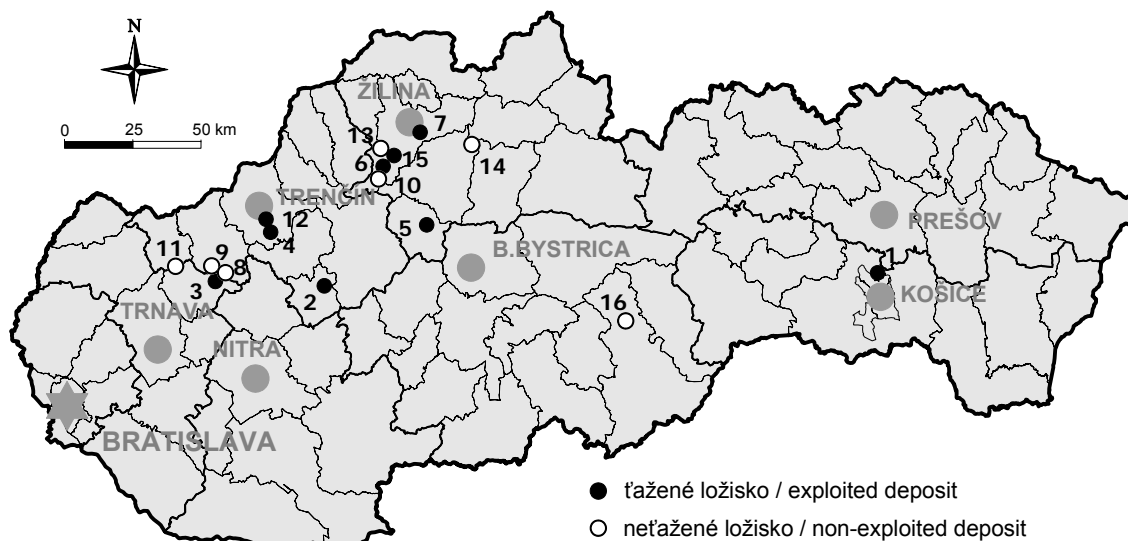 N
0 25 50 km
ŽILINA
7
13
15
6
14
10
TRENČÍN
12
4
5
PREŠOV
B.BYSTRICA
11
9
8
1
3
2
KOŠICE
TRNAVA
16
NITRA
BRATISLAVA
ťažené ložisko / exploited deposit
neťažené ložisko / non-exploited deposit